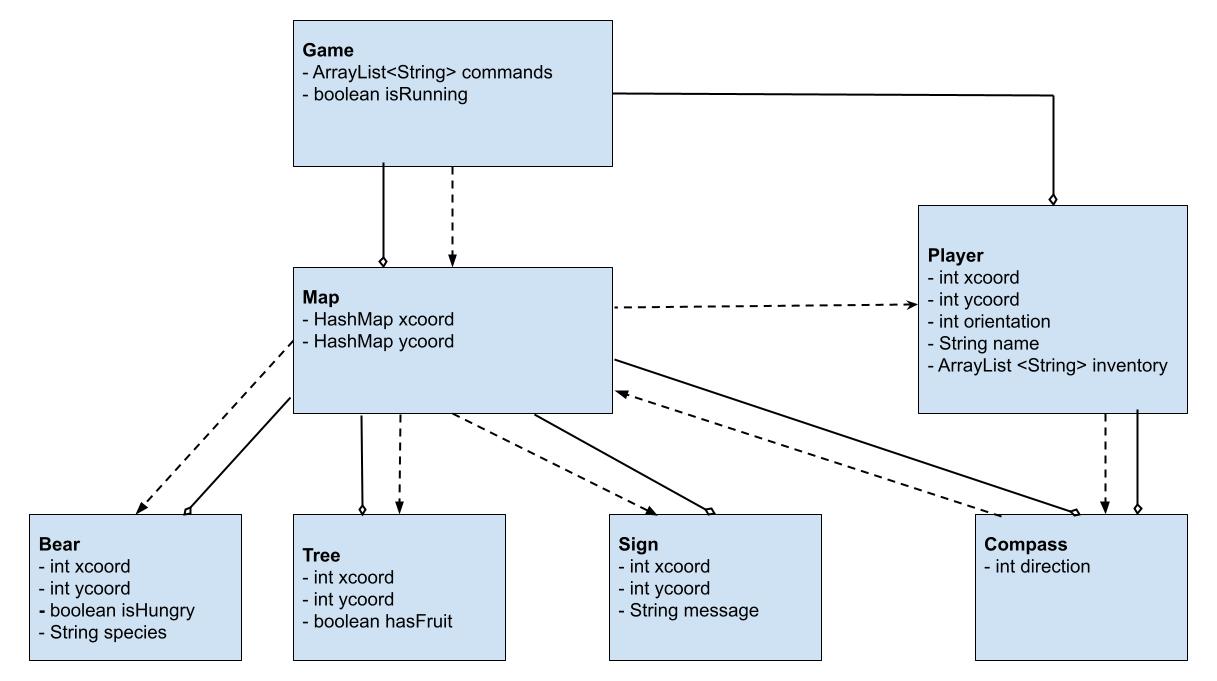 Game
- ArrayList<String> commands
- boolean isRunning
Map
- HashMap xcoord
- HashMap ycoord
Player
- int xcoord
- int ycoord
- int orientation
- String name
- ArrayList <String> inventory
Bear
- int xcoord
- int ycoord
- boolean isHungry
- String species
Tree
- int xcoord
- int ycoord
- boolean hasFruit
Sign
- int xcoord
- int ycoord
- String message
Compass
- int direction